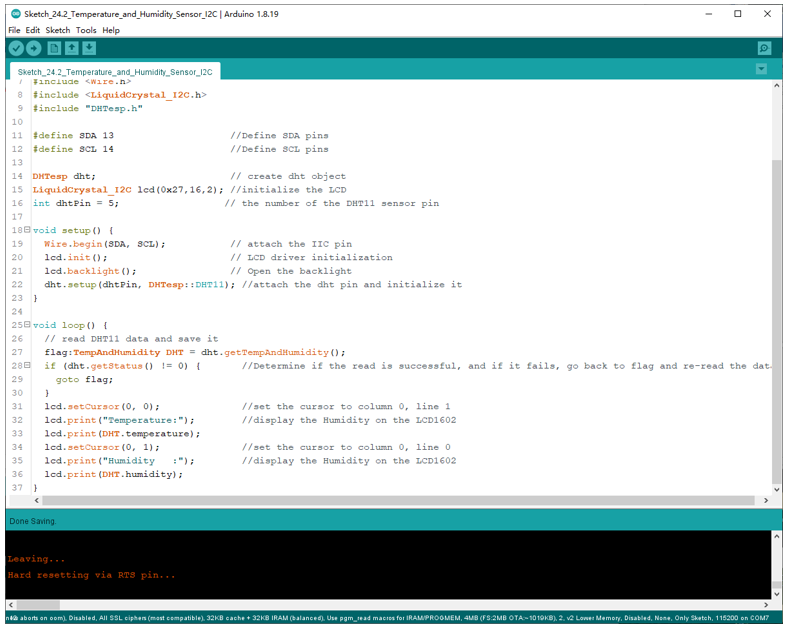 Sketch_24.2_Temperature_and_Humidity_Sensor_I2C | Arduino 1.8.19
File Edit Sketch Tools Help
Sketch_24.2_Temperature_and_Humidity_Sensor_I2C
7 #include <Wire.h>
8 #include <LiquidCrystal_I2C.h>
9 #include "DHTesp.h"
10
11 #define SDA 13 //Define SDA pins
12 #define SCL 14 //Define SCL pins
13
14 DHTesp dht; // create dht object
15 LiquidCrystal_I2C lcd(0x27,16,2); //initialize the LCD
16 int dhtPin = 5; // the number of the DHT11 sensor pin
17
18 void setup() {
19 Wire.begin(SDA, SCL); // attach the IIC pin
20 lcd.init(); // LCD driver initialization
21 lcd.backlight(); // Open the backlight
22 dht.setup(dhtPin, DHTesp::DHT11); //attach the dht pin and initialize it
23 }
24
25 void loop() {
26 // read DHT11 data and save it
27 flag:TempAndHumidity DHT = dht.getTempAndHumidity();
28 if (dht.getStatus() != 0) { //Determine if the read is successful, and if it fails, go back to flag and re-read the dat
29 goto flag;
30 }
31 lcd.setCursor(0, 0); //set the cursor to column 0, line 1
32 lcd.print("Temperature:"); //display the Humidity on the LCD1602
33 lcd.print(DHT.temperature);
34 lcd.setCursor(0, 1); //set the cursor to column 0, line 0
35 lcd.print("Humidity   :"); //display the Humidity on the LCD1602
36 lcd.print(DHT.humidity);
37 }
Done Saving.
Leaving...
Hard resetting via RTS pin...
aborts on oom), Disabled, All SSL ciphers (most compatible), 32KB cache + 32KB IRAM (balanced), Use pgm_read macros for IRAM/PROGMEM, 4MB (FS:2MB OTA:~1019KB), 2, v2 Lower Memory, Disabled, None, Only Sketch, 115200 on COM7